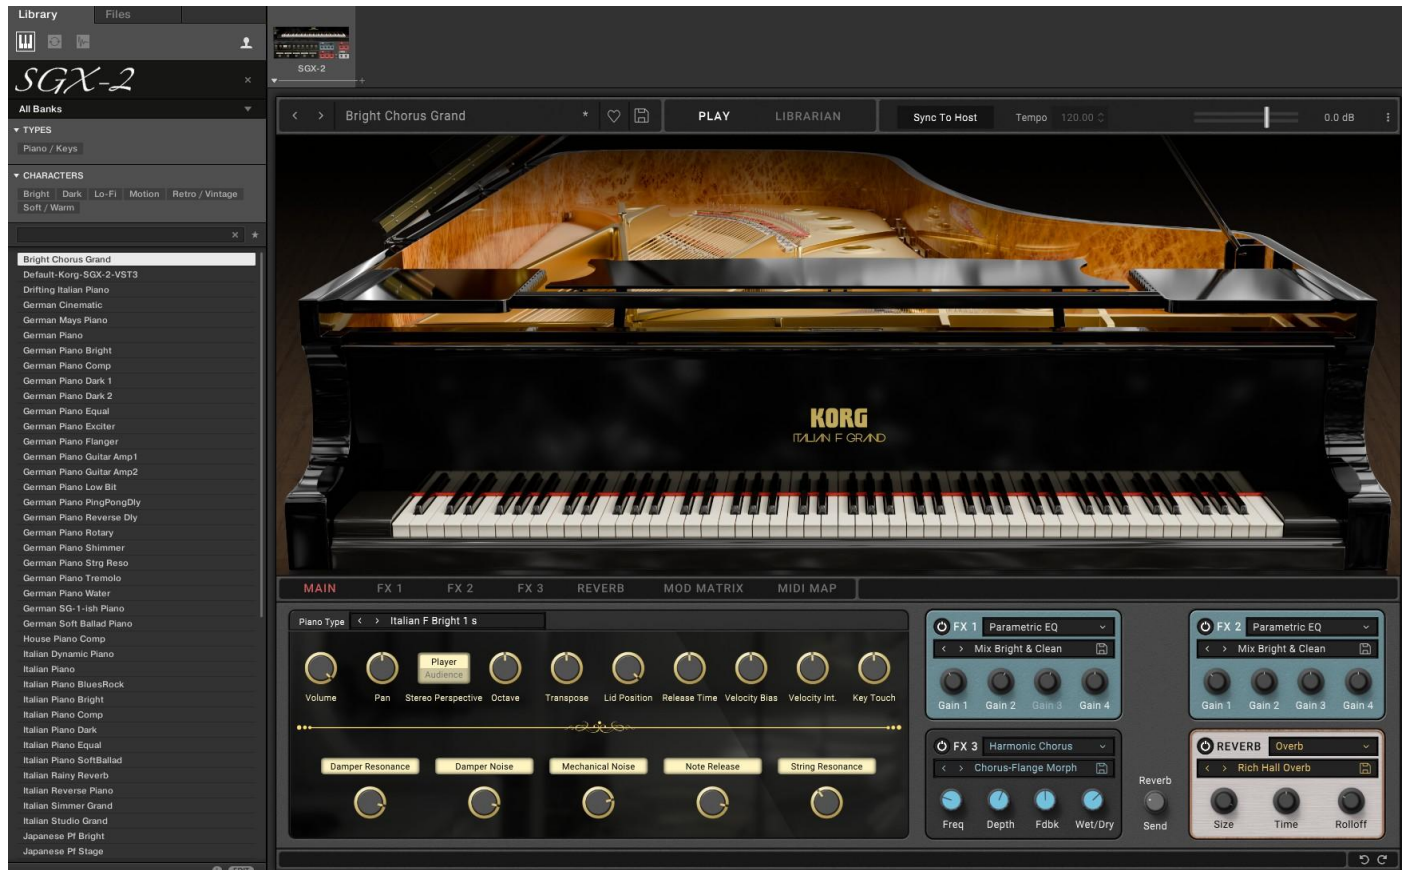 Library Files
SGX-2
All Banks
TYPES
Piano / Keys
CHARACTERS
Bright Dark Lo-Fi Motion Retro / Vintage
Soft / Warm
Bright Chorus Grand
Default-Korg-SGX-2-VST3
Drifting Italian Piano
German Cinematic
German Mays Piano
German Piano
German Piano Bright
German Piano Comp
German Piano Dark 1
German Piano Dark 2
German Piano Equal
German Piano Exciter
German Piano Flanger
German Piano Guitar Amp1
German Piano Guitar Amp2
German Piano Low Bit
German Piano PingPongDly
German Piano Reverse Dly
German Piano Rotary
German Piano Shimmer
German Piano Strg Reso
German Piano Tremolo
German Piano Water
German SG-1-ish Piano
German Soft Ballad Piano
House Piano Comp
Italian Dynamic Piano
Italian Piano
Italian Piano BluesRock
Italian Piano Bright
Italian Piano Comp
Italian Piano Dark
Italian Piano Equal
Italian Piano SoftBallad
Italian Rainy Reverb
Italian Reverse Piano
Italian Simmer Grand
Italian Studio Grand
Japanese Pf Bright
Japanese Pf Stage
SGX-2
Bright Chorus Grand * PLAY LIBRARIAN Sync To Host Tempo 120.00 0.0 dB
KORG
ITALIAN F GRAND
MAIN FX 1 FX 2 FX 3 REVERB MOD MATRIX MIDI MAP
Piano Type Italian F Bright 1 s
Player
Audience
Volume Pan Stereo Perspective Octave Transpose Lid Position Release Time Velocity Bias Velocity Int. Key Touch
Damper Resonance Damper Noise Mechanical Noise Note Release String Resonance
FX 1 Parametric EQ
Mix Bright & Clean
Gain 1 Gain 2 Gain 3 Gain 4
FX 2 Parametric EQ
Mix Bright & Clean
Gain 1 Gain 2 Gain 3 Gain 4
FX 3 Harmonic Chorus
Chorus-Flange Morph
Freq Depth Fdbk Wet/Dry
Reverb
Send
REVERB Overb
Rich Hall Overb
Size Time Rolloff